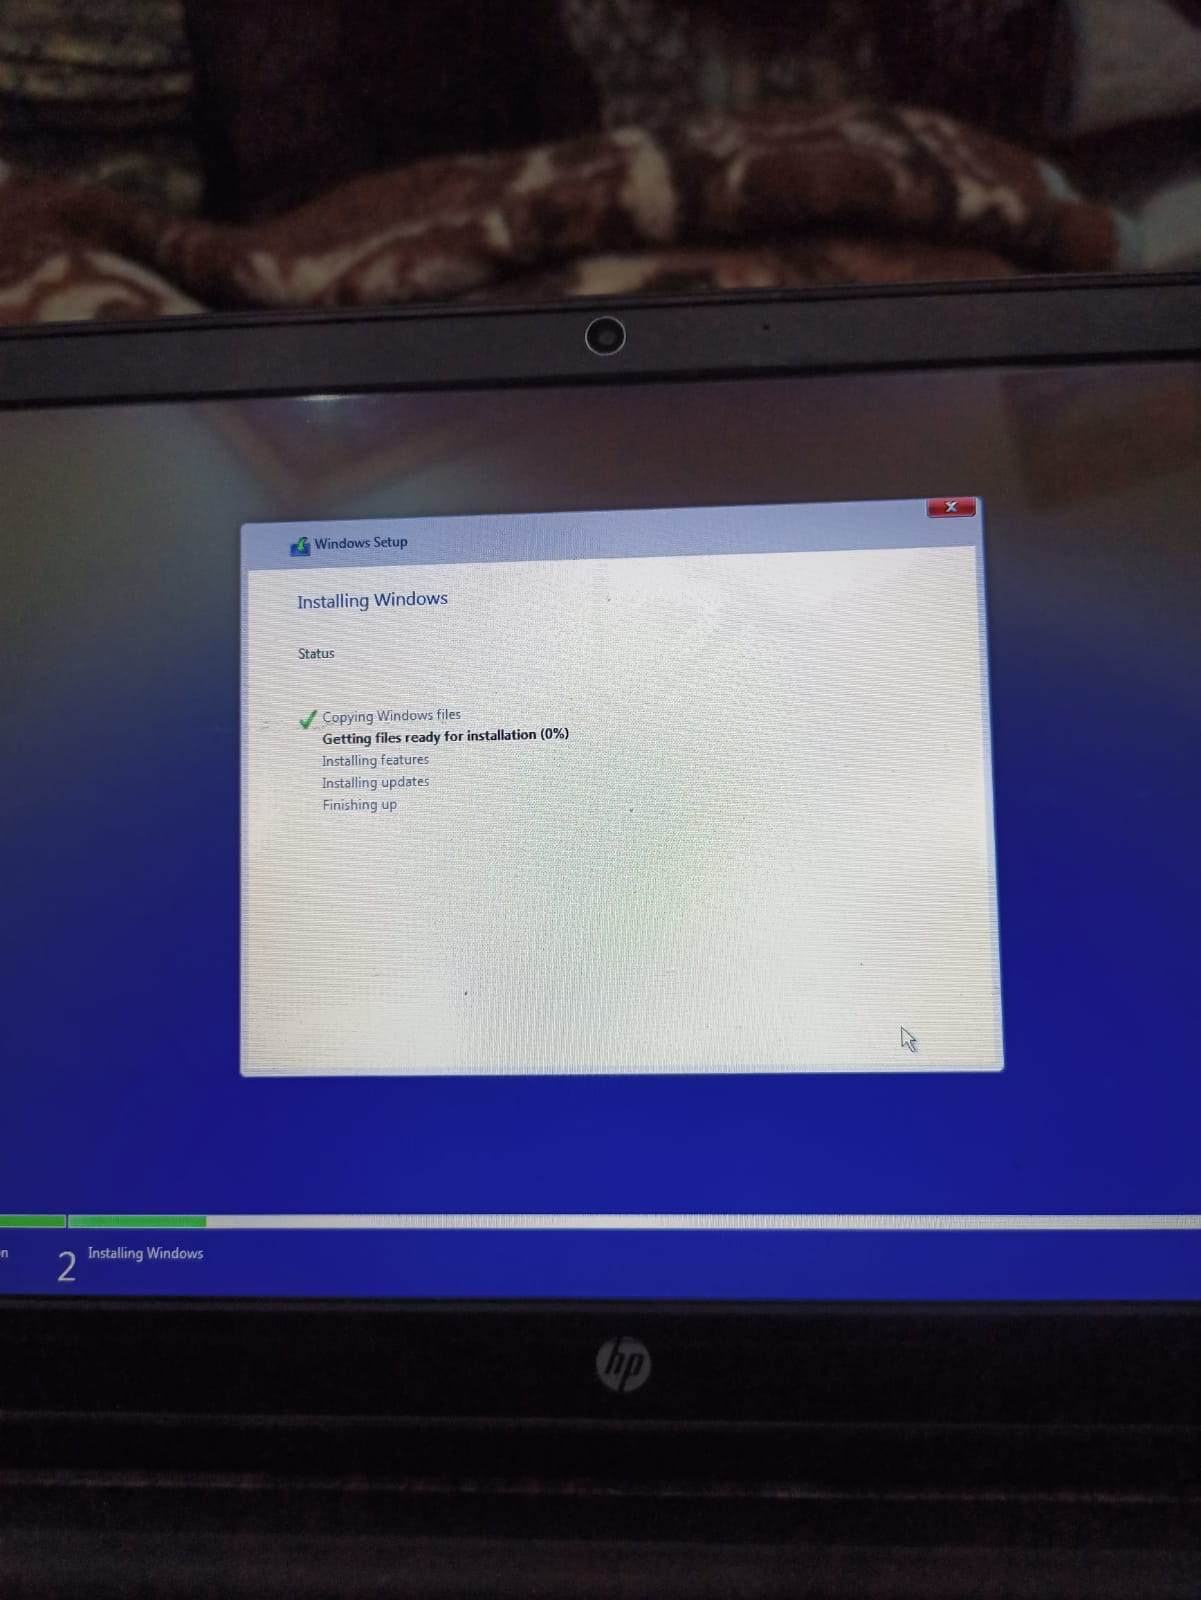 Windows Setup
Installing Windows
Status
Copying Windows files
Getting files ready for installation (0%)
Installing features
Installing updates
Finishing up
2 Installing Windows
hp